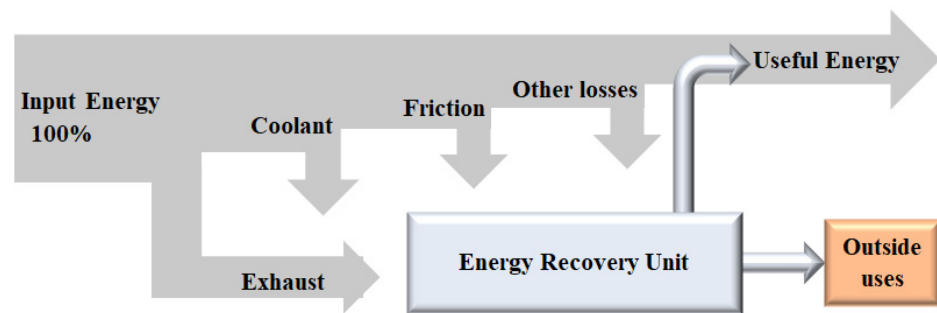 Input Energy
100%
Coolant
Friction
Other losses
Useful Energy
Exhaust
Energy Recovery Unit
Outside
uses